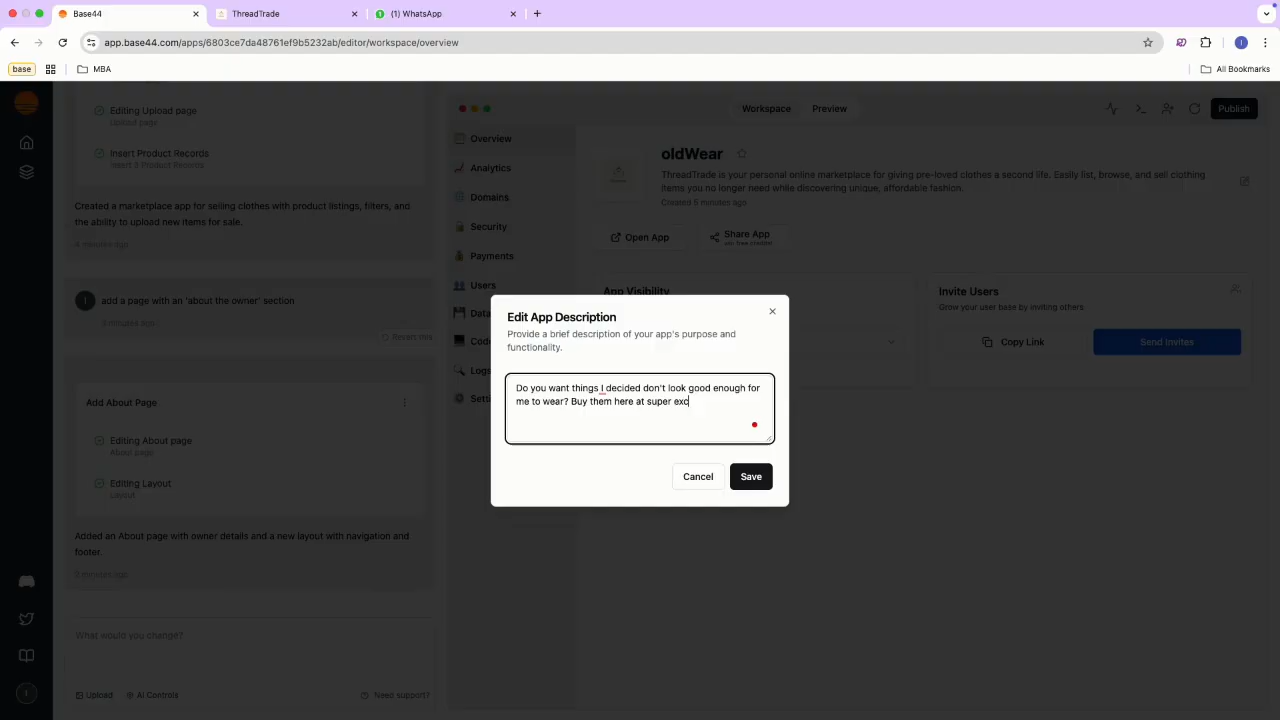 Base44
ThreadTrade
(1) WhatsApp
app.base44.com/apps/6803ce7da48761ef9b5232ab/editor/workspace/overview
base
MBA
All Bookmarks
Editing Upload page
Upload page
Insert Product Records
Insert 8 Product Records
Created a marketplace app for selling clothes with product listings, filters, and
the ability to upload new items for sale.
4 minutes ago
add a page with an 'about the owner' section
3 minutes ago
Revert this
Add About Page
Editing About page
About page
Editing Layout
Layout
Added an About page with owner details and a new layout with navigation and
footer.
What would you change?
Upload
AI Controls
Need support?
Workspace
Preview
Publish
Overview
Analytics
Domains
Security
Payments
Users
oldWear
ThreadTrade is your personal online marketplace for giving pre-loved clothes a second life. Easily list, browse, and sell clothing
items you no longer need while discovering unique, affordable fashion.
Created 5 minutes ago
Open App
Share App
App Visibility
Invite Users
Grow your user base by inviting others
Copy Link
Send Invites
Edit App Description
Provide a brief description of your app's purpose and
functionality.
Do you want things I decided don't look good enough for
me to wear? Buy them here at super exc
Cancel
Save